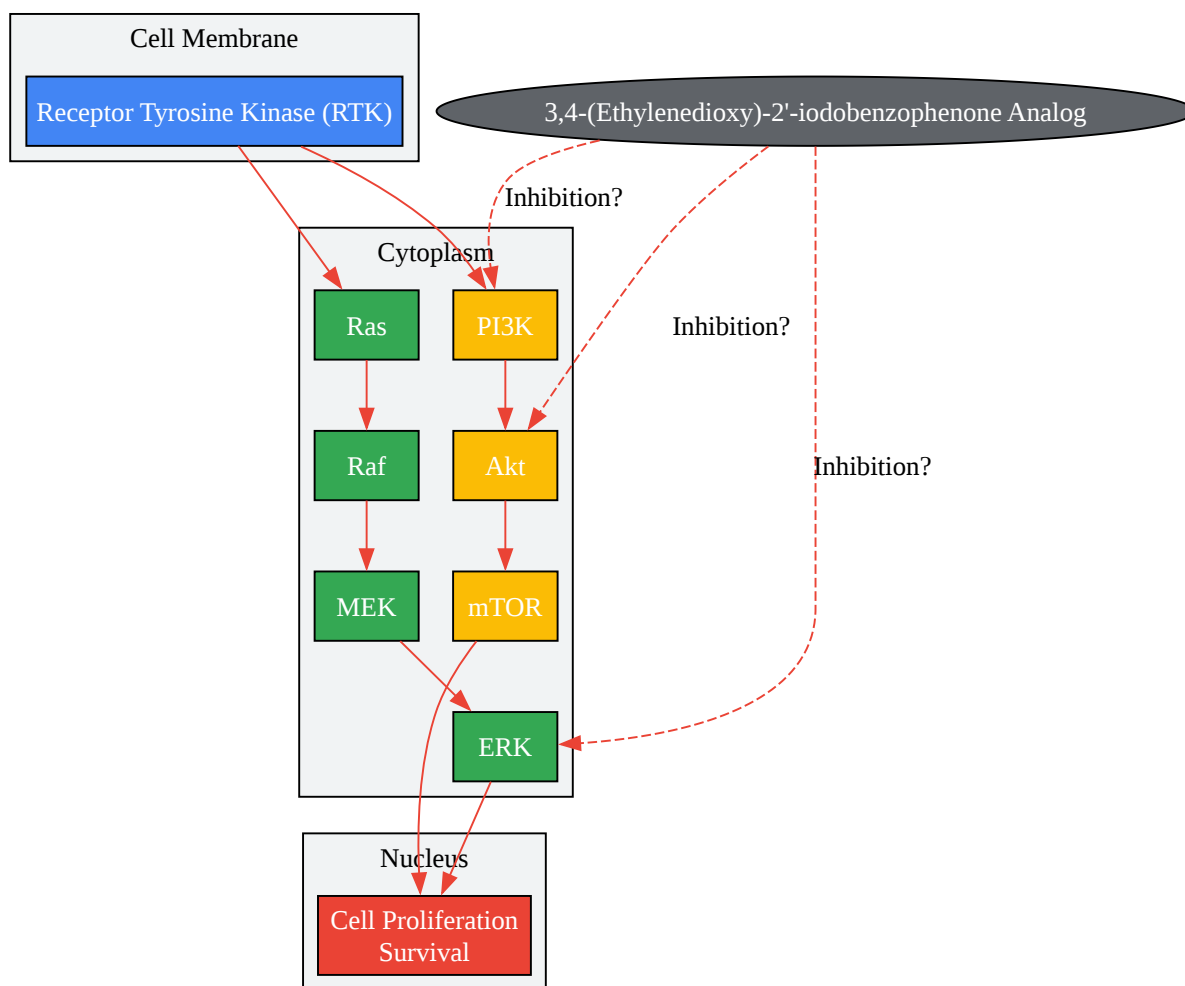 Cell Membrane
Receptor Tyrosine Kinase (RTK)
3,4-(Ethylenedioxy)-2'-iodobenzophenone Analog
Inhibition?
Cytoplasm
Ras
PI3K
Inhibition?
Raf
Akt
Inhibition?
MEK
mTOR
ERK
Nucleus
Cell Proliferation
Survival